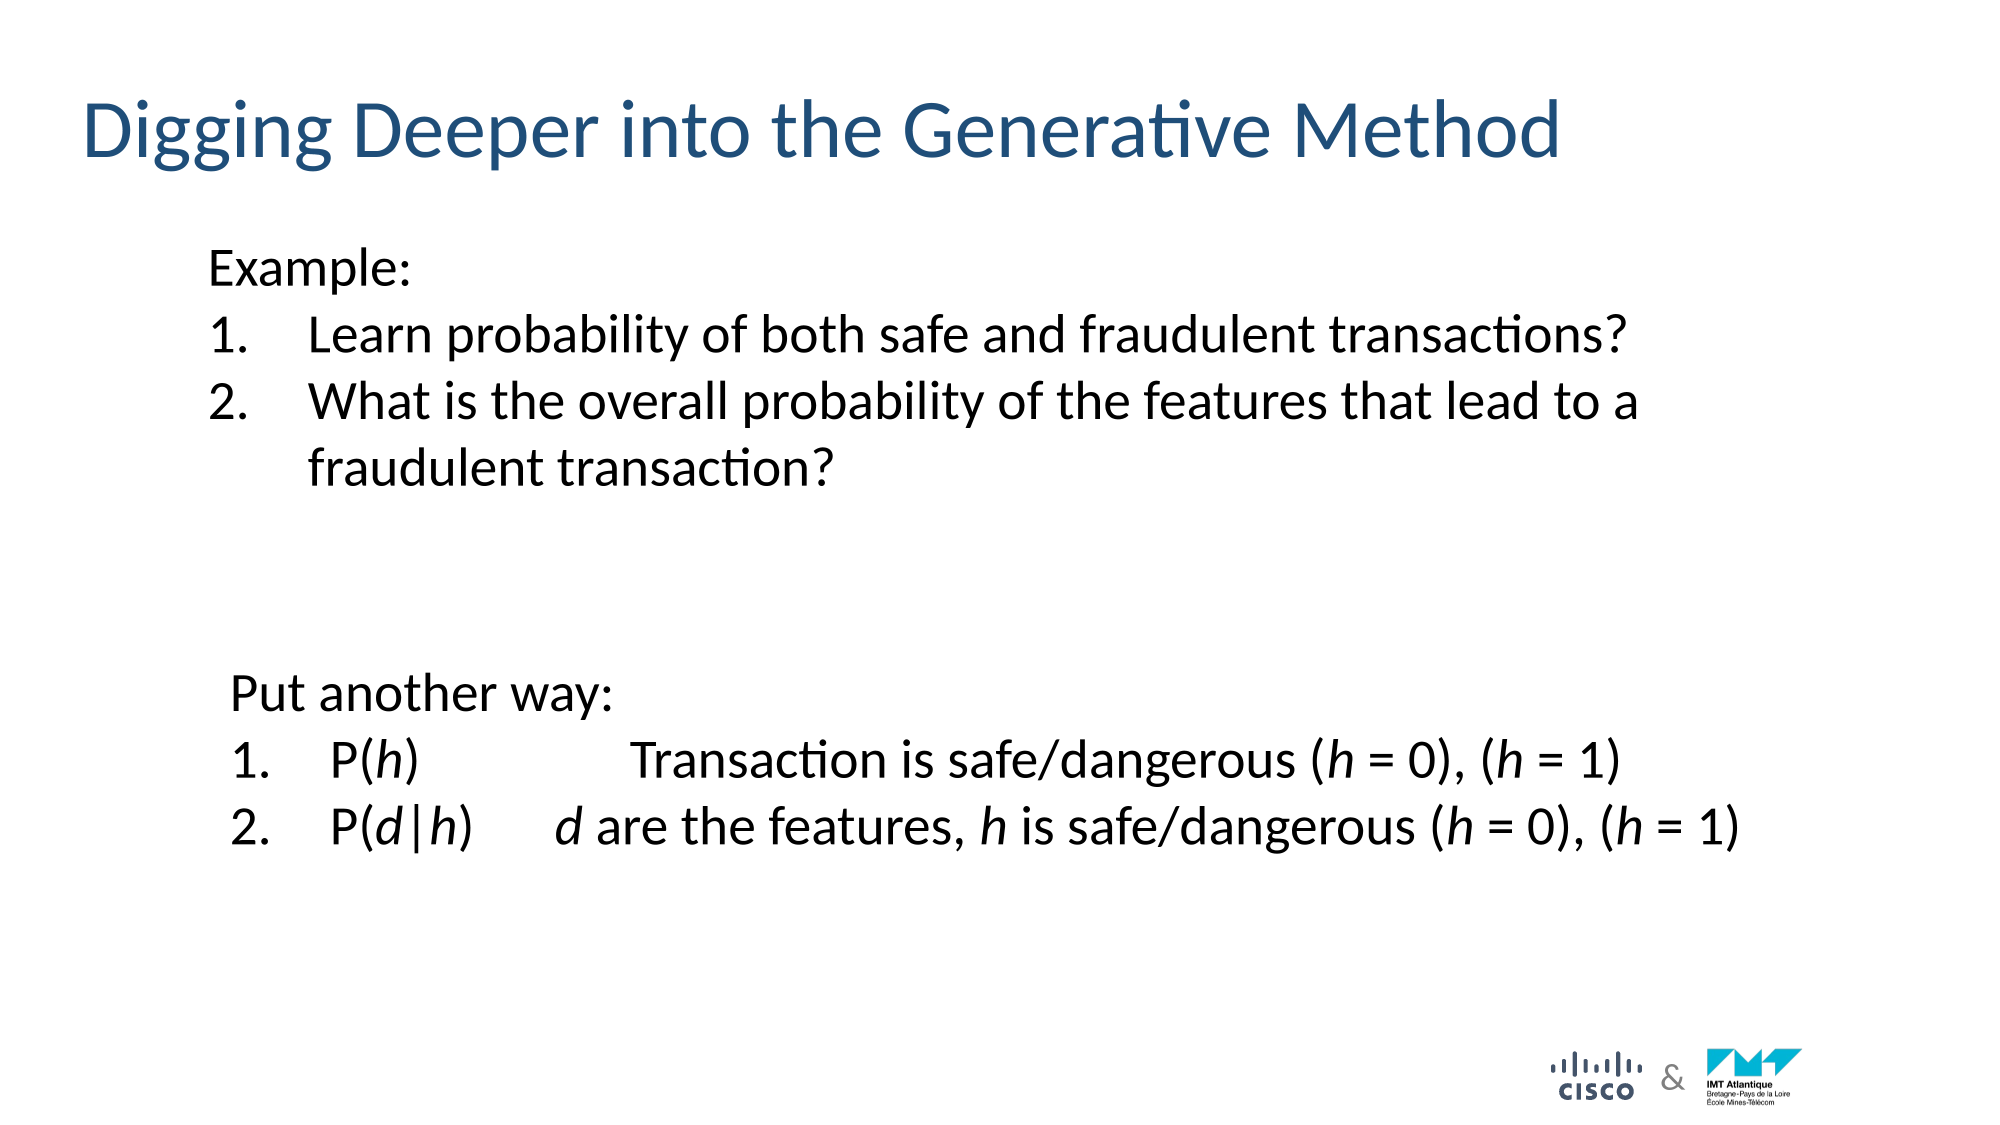 Digging Deeper into the Generative Method
Example:
1. Learn probability of both safe and fraudulent transactions?
2. What is the overall probability of the features that lead to a
fraudulent transaction?
Put another way:
1. P(h) Transaction is safe/dangerous (h = 0), (h = 1)
2. P(d|h) d are the features, h is safe/dangerous (h = 0), (h = 1)
CISCO & IMT Atlantique
Bretagne-Pays de la Loire
École Mines-Télécom